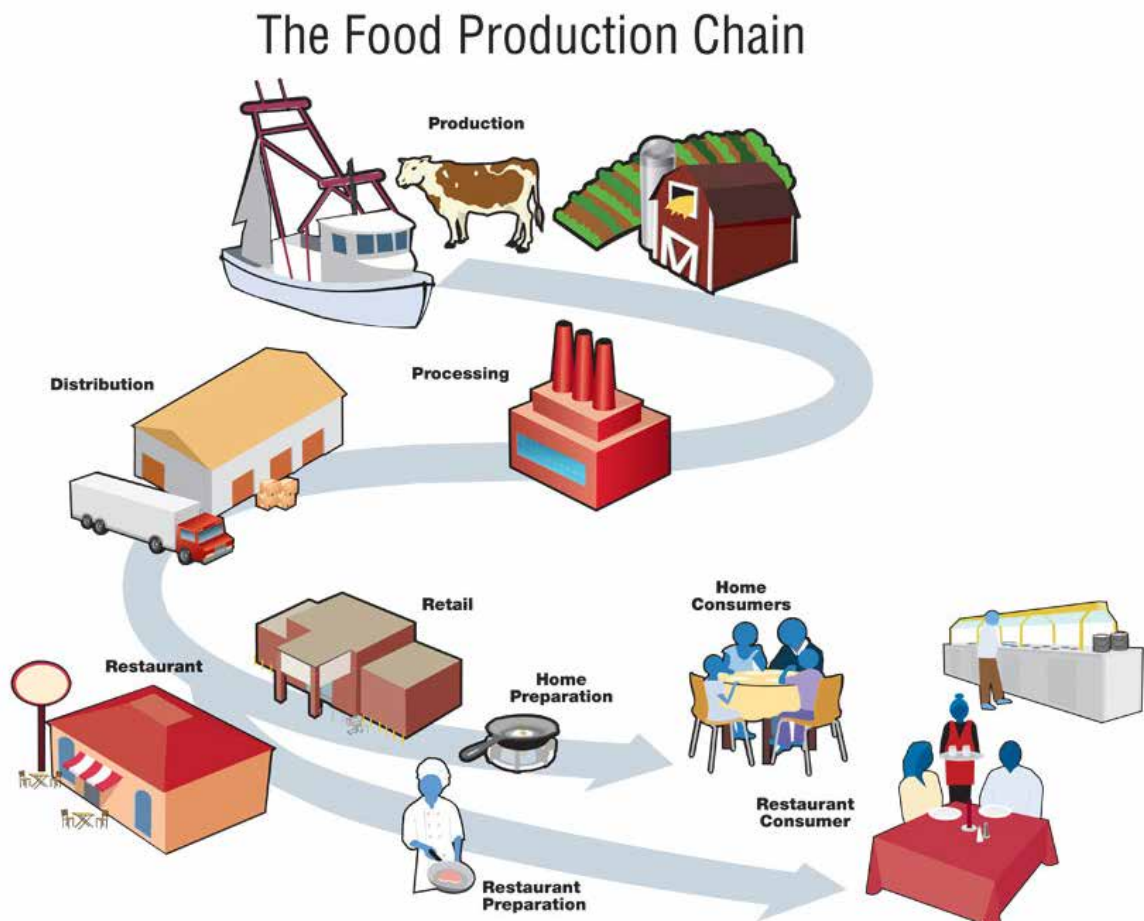 The Food Production Chain
Production
Processing
Distribution
Retail
Home
Consumers
Restaurant
Home
Preparation
Restaurant
Consumer
Restaurant
Preparation